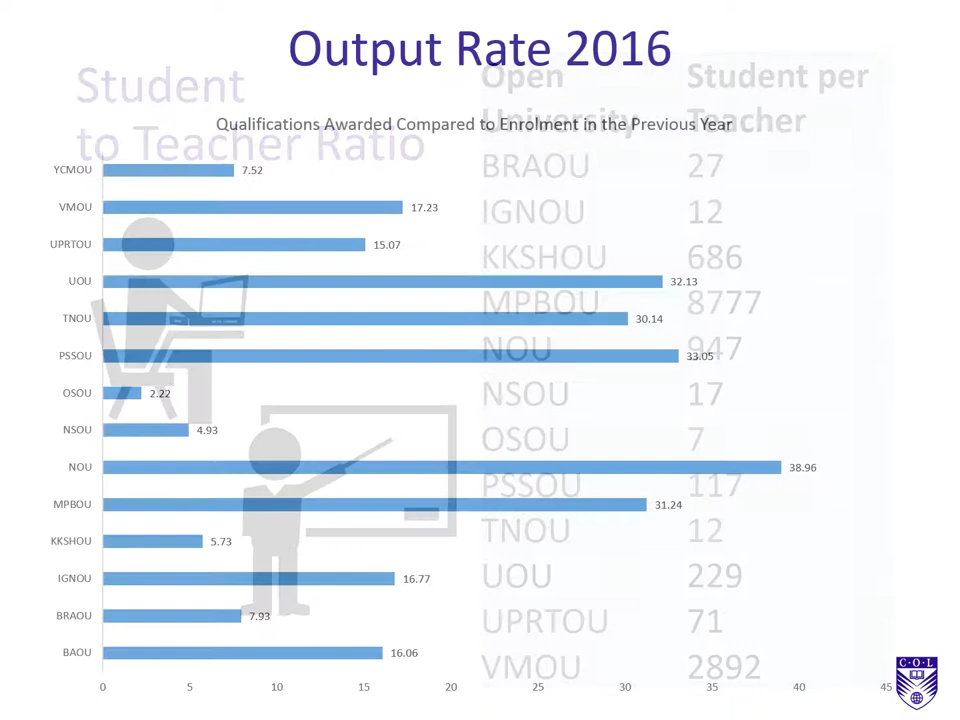 Output Rate 2016
Student
to Teacher Ratio
Open
University
Student per
Teacher
Qualifications Awarded Compared to Enrolment in the Previous Year
YCMOU 7.52
VMOU 17.23
UPRTOU 15.07
UOU 32.13
TNOU 30.14
PSSOU 33.05
OSOU 2.22
NSOU 4.93
NOU 38.96
MPBOU 31.24
KKSHOU 5.73
IGNOU 16.77
BRAOU 7.93
BAOU 16.06
0 5 10 15 20 25 30 35 40 45
BRAOU 27
IGNOU 12
KKSHOU 686
MPBOU 8777
NOU 947
NSOU 17
OSOU 7
PSSOU 117
TNOU 12
UOU 229
UPRTOU 71
VMOU 2892
C·O·L